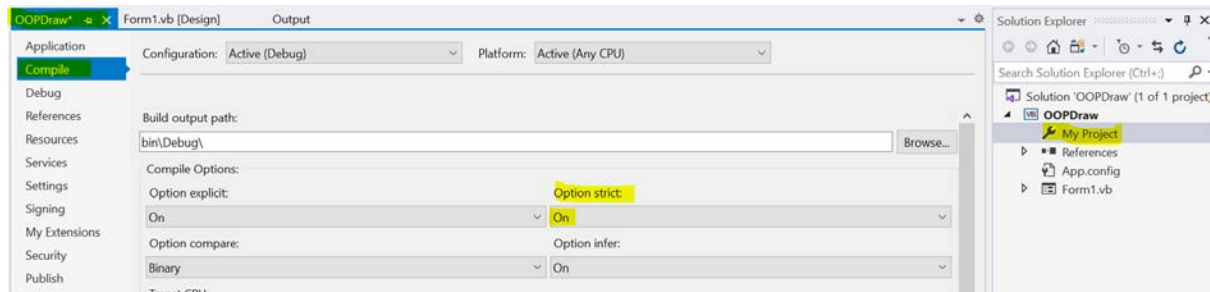 OOPDraw* Form1.vb [Design] Output
Application
Compile
Debug
References
Resources
Services
Settings
Signing
My Extensions
Security
Publish
Configuration: Active (Debug) Platform: Active (Any CPU)
Build output path:
bin\Debug\ Browse...
Compile Options:
Option explicit: Option strict:
On On
Option compare: Option infer:
Binary On
Target CPU:
Solution Explorer
Search Solution Explorer (Ctrl+;)
Solution 'OOPDraw' (1 of 1 project)
VB OOPDraw
My Project
References
App.config
Form1.vb